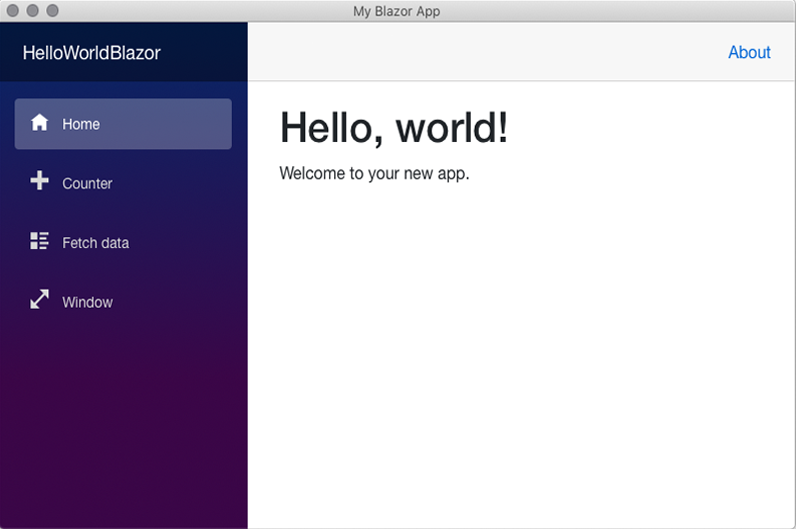 My Blazor App
HelloWorldBlazor
About
Home
Counter
Fetch data
Window
Hello, world!
Welcome to your new app.